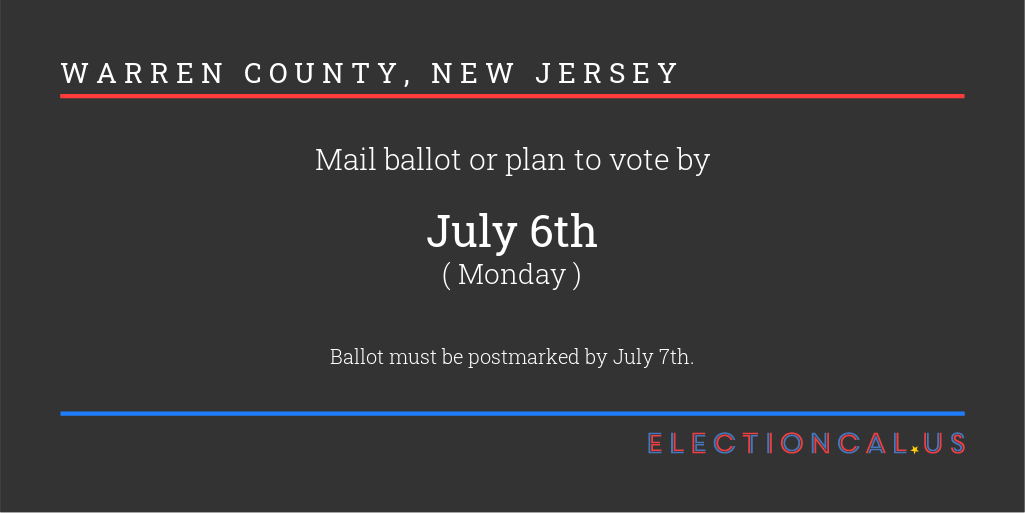 WARREN COUNTY, NEW JERSEY
Mail ballot or plan to vote by
July 6th
( Monday )
Ballot must be postmarked by July 7th.
ELECTIONCAL.US